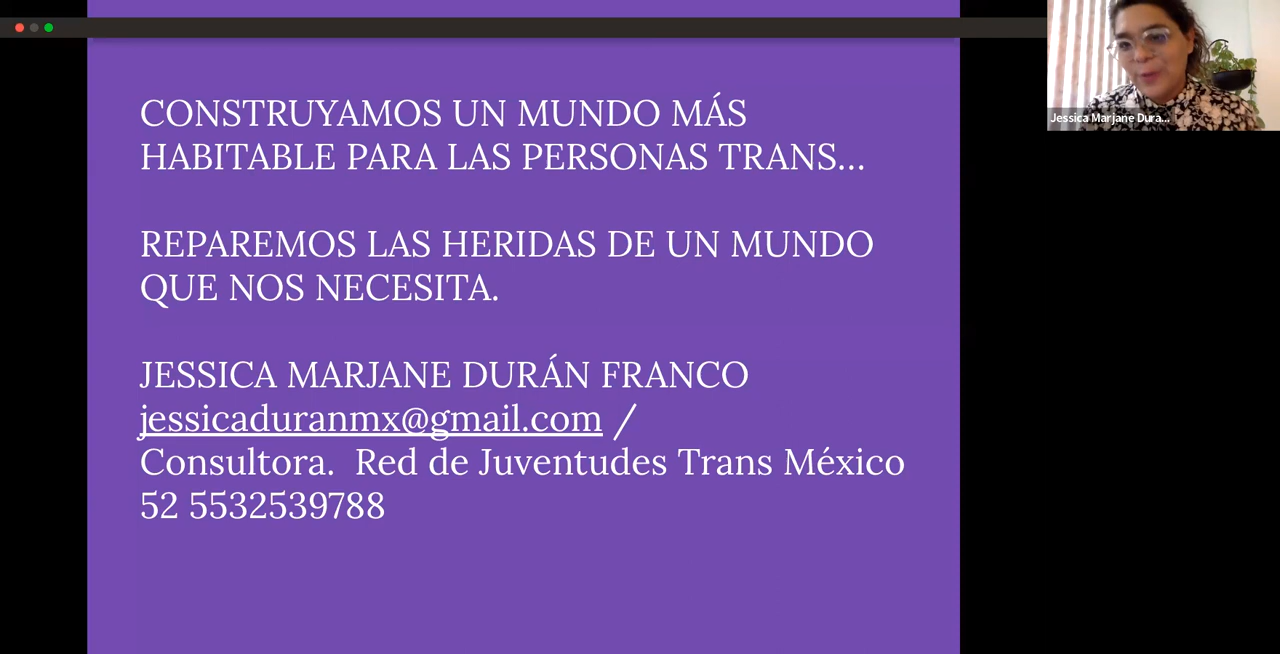 CONSTRUYAMOS UN MUNDO MÁS
HABITABLE PARA LAS PERSONAS TRANS...
REPAREMOS LAS HERIDAS DE UN MUNDO
QUE NOS NECESITA.
JESSICA MARJANE DURÁN FRANCO
jessicaduranmx@gmail.com /
Consultora. Red de Juventudes Trans México
52 5532539788
Jessica Marjane Dura...